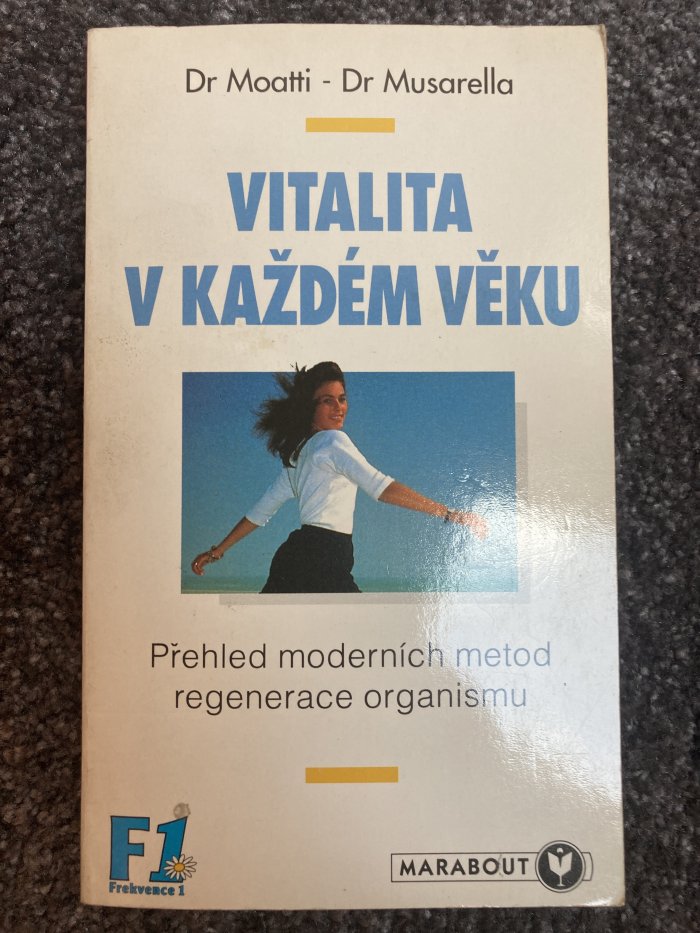 Dr Moatti - Dr Musarella
VITALITA
V KAŽDÉM VĚKU
Přehled moderních metod
regenerace organismu
F1
Frekvence 1
MARABOUT